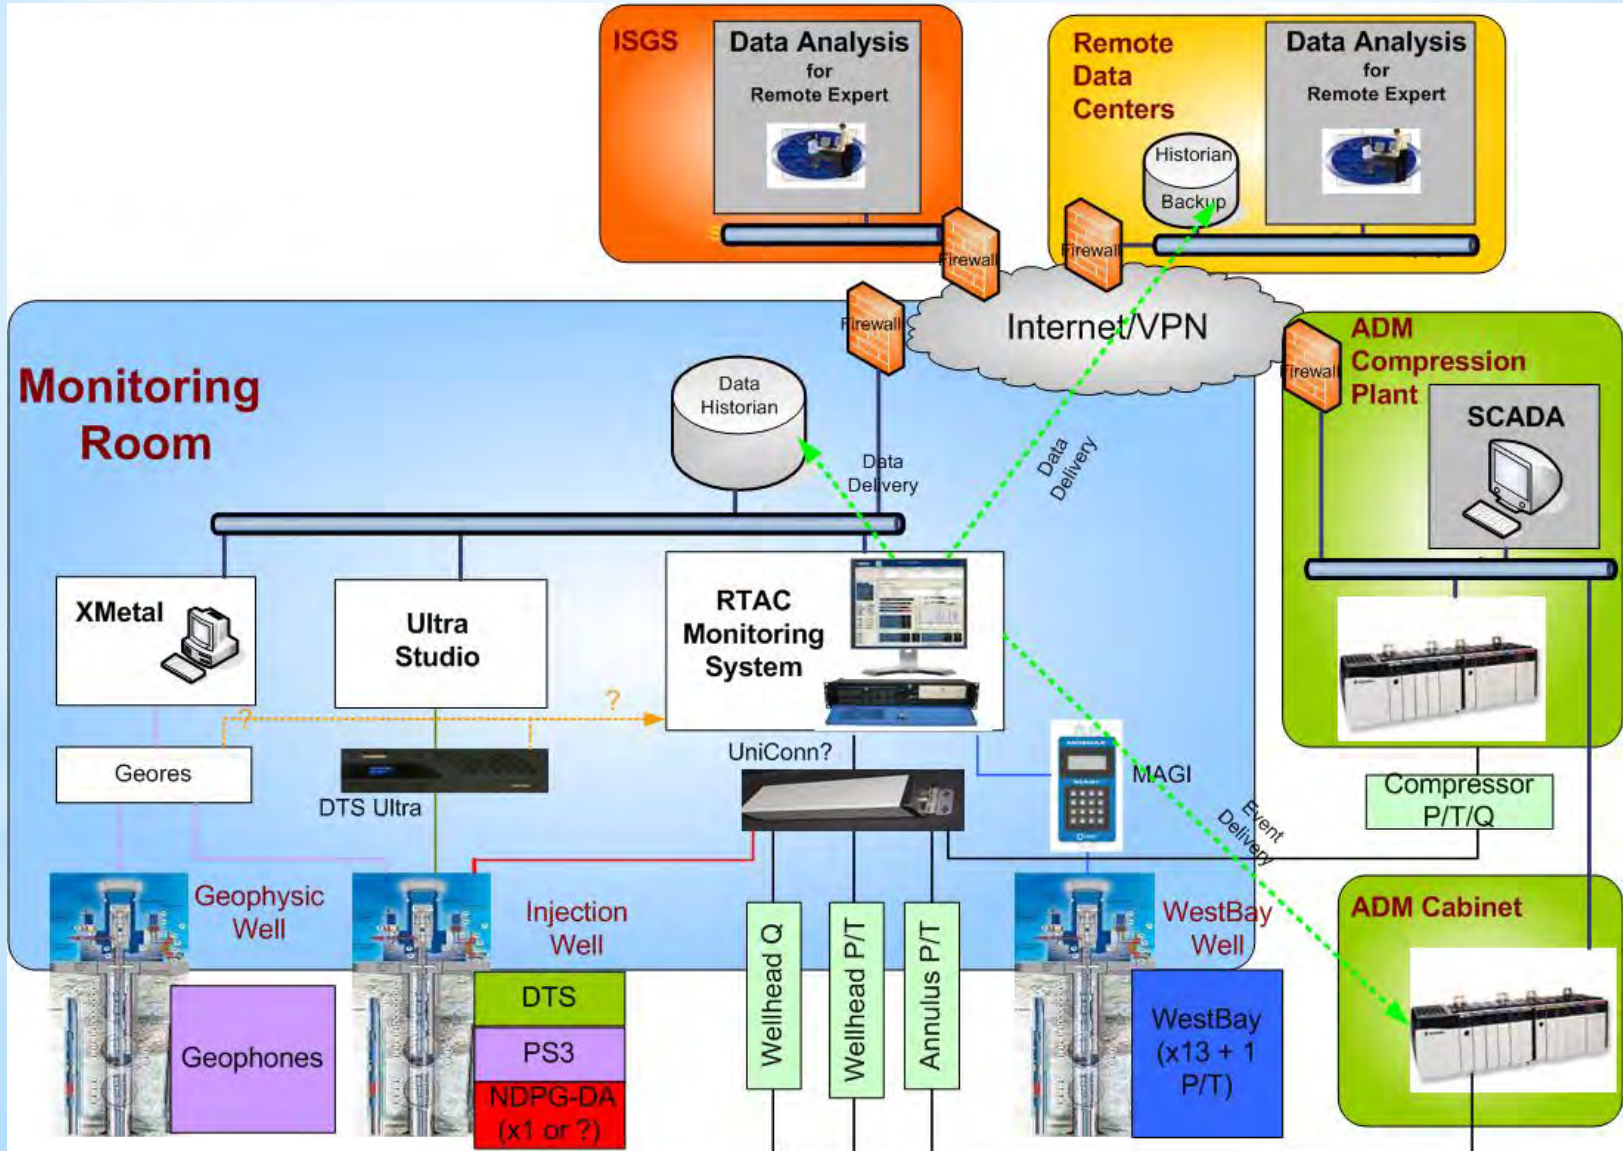 ISGS
Data Analysis
for
Remote Expert
Remote
Data
Centers
Data Analysis
for
Remote Expert
Historian
Backup
Firewall
Firewall
Firewall
Internet/VPN
Firewall
ADM
Compression
Plant
SCADA
Monitoring
Room
Data
Historian
Data
Delivery
Data
Delivery
XMetal
Ultra
Studio
RTAC
Monitoring
System
?
?
Geores
DTS Ultra
UniConn?
MAGI
Compressor
P/T/Q
Event
Delivery
Geophysic
Well
Injection
Well
Wellhead Q
Wellhead P/T
Annulus P/T
WestBay
Well
ADM Cabinet
Geophones
DTS
PS3
NDPG-DA
(x1 or ?)
WestBay
(x13 + 1
P/T)